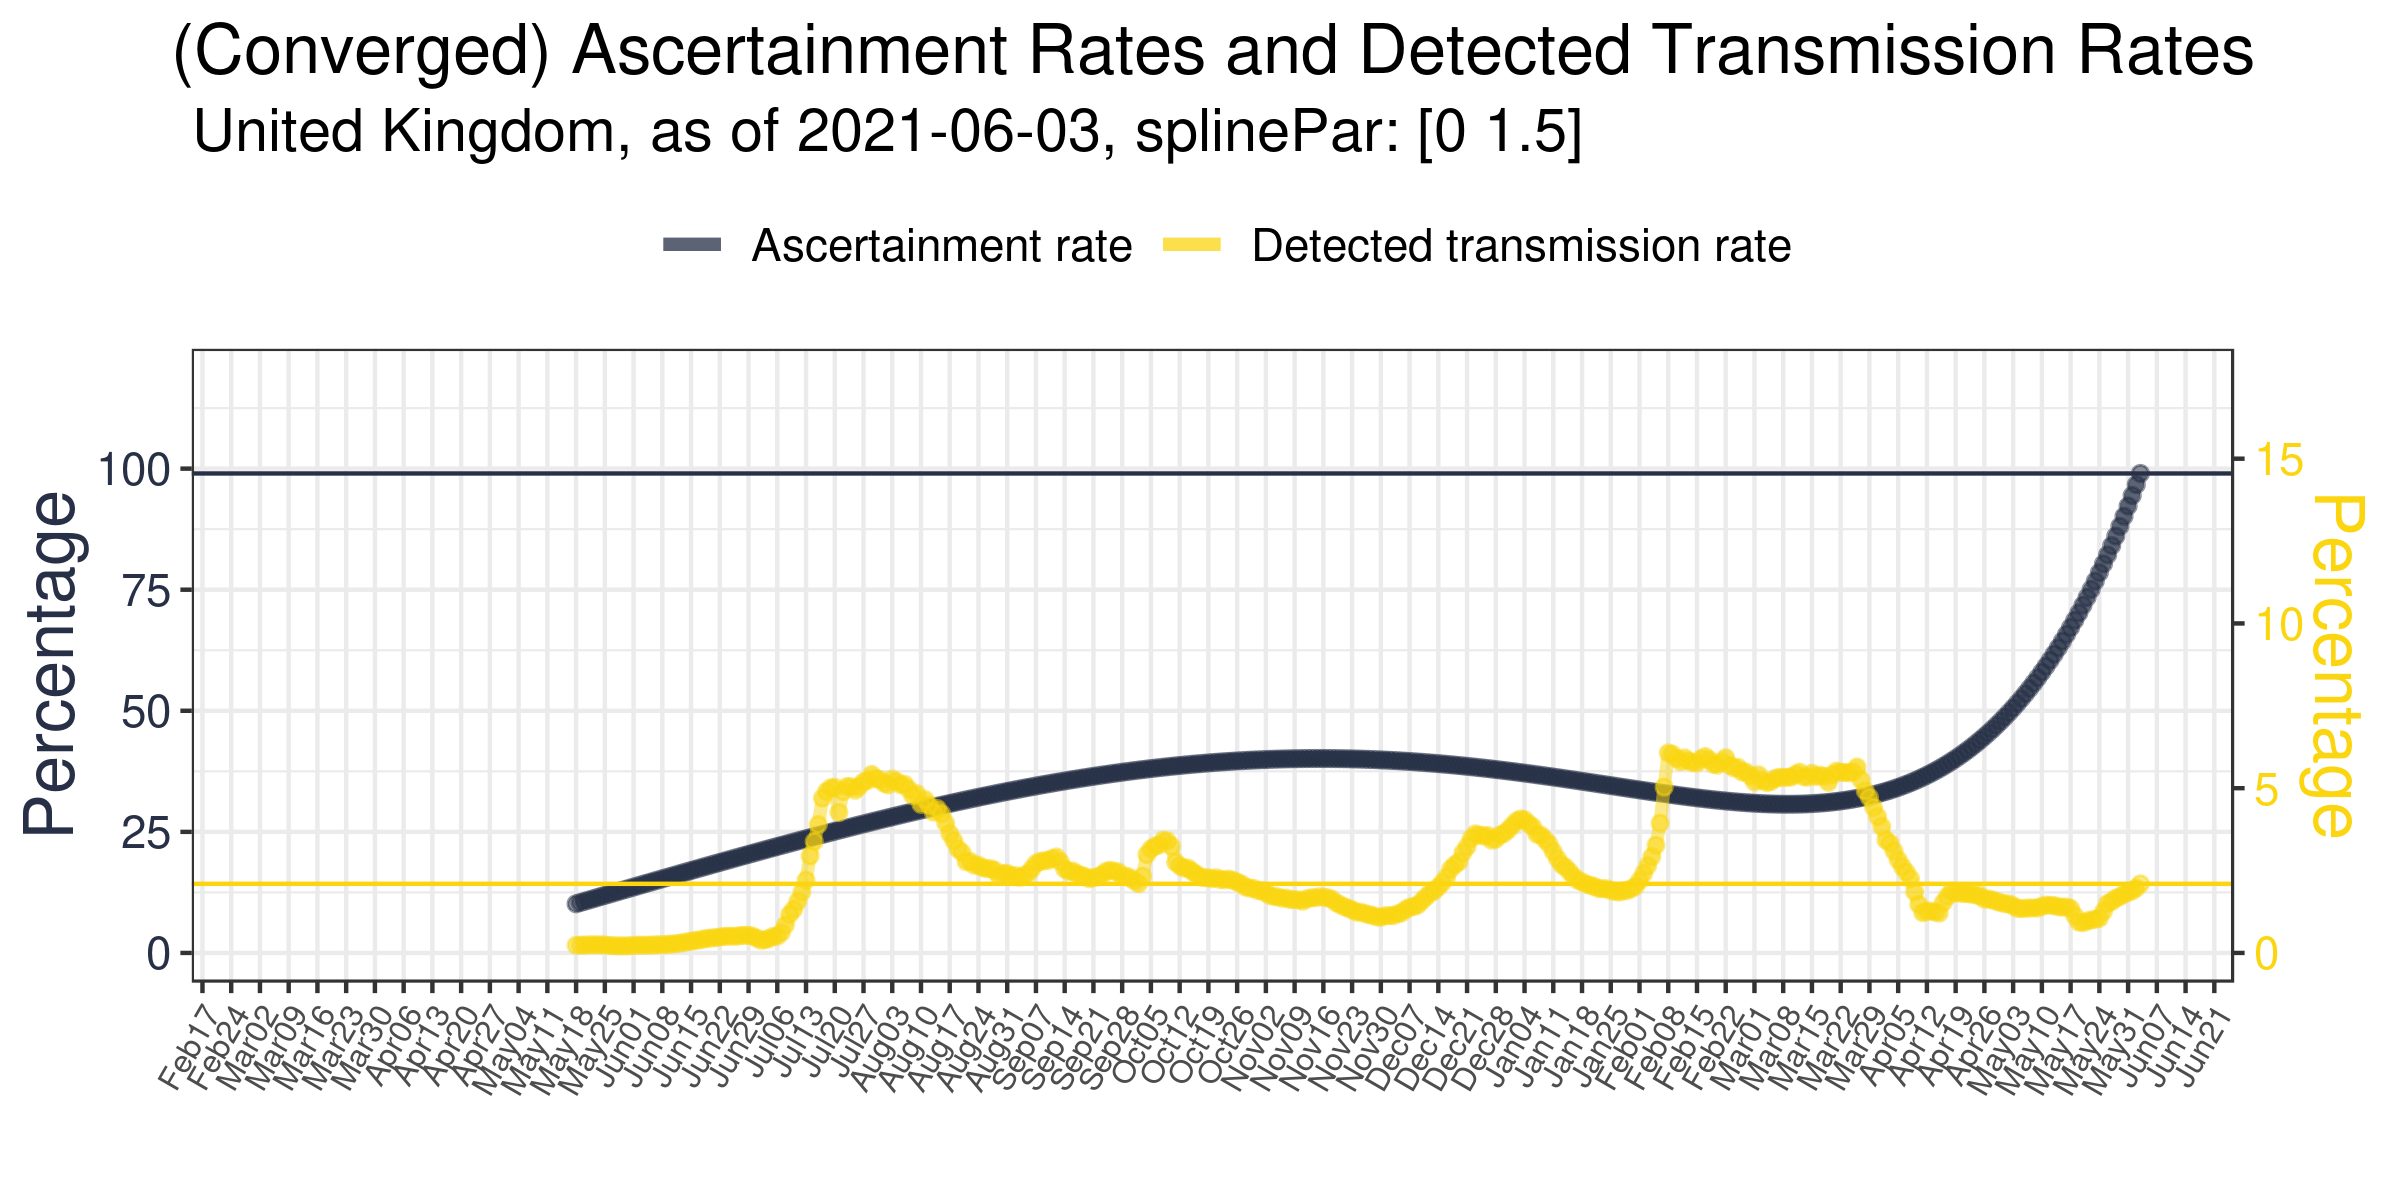 (Converged) Ascertainment Rates and Detected Transmission Rates
United Kingdom, as of 2021-06-03, splinePar: [0 1.5]
Ascertainment rate Detected transmission rate
Percentage
100
75
50
25
0
15
10
5
0
Percentage
Feb17 Feb24 Mar02 Mar09 Mar16 Mar23 Mar30 Apr06 Apr13 Apr20 Apr27 May04 May11 May18 May25 Jun01 Jun08 Jun15 Jun22 Jun29 Jul06 Jul13 Jul20 Jul27 Aug03 Aug10 Aug17 Aug24 Aug31 Sep07 Sep14 Sep21 Sep28 Oct05 Oct12 Oct19 Oct26 Nov02 Nov09 Nov16 Nov23 Nov30 Dec07 Dec14 Dec21 Dec28 Jan04 Jan11 Jan18 Jan25 Feb01 Feb08 Feb15 Feb22 Mar01 Mar08 Mar15 Mar22 Mar29 Apr05 Apr12 Apr19 Apr26 May03 May10 May17 May24 May31 Jun07 Jun14 Jun21